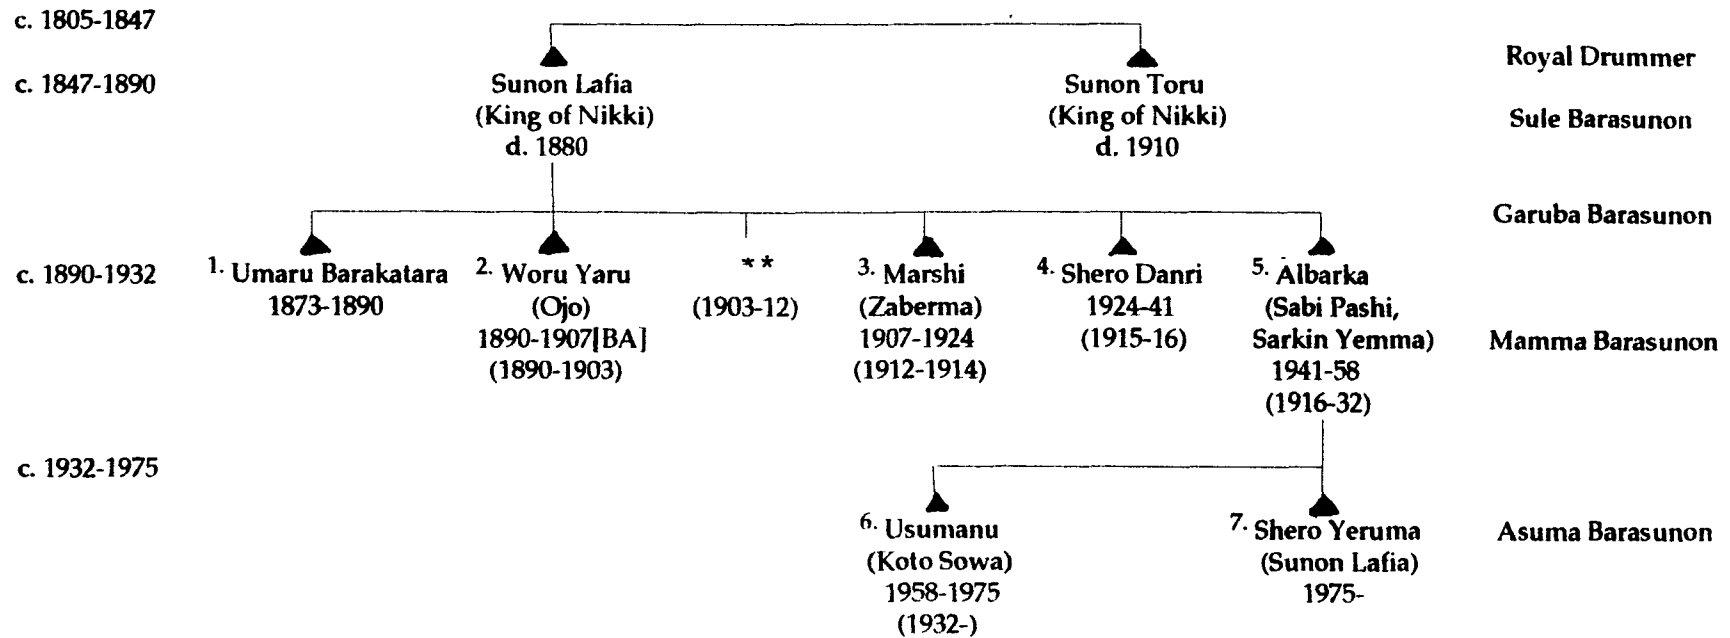 c. 1805-1847
Royal Drummer
c. 1847-1890
Sunon Lafia
(King of Nikki)
d. 1880
Sunon Toru
(King of Nikki)
d. 1910
Sule Barasunon
Garuba Barasunon
c. 1890-1932
1. Umaru Barakatara
1873-1890
2. Woru Yaru
(Ojo)
1890-1907[BA]
(1890-1903)
**
(1903-12)
3. Marshi
(Zaberma)
1907-1924
(1912-1914)
4. Shero Danri
1924-41
(1915-16)
5. Albarka
(Sabi Pashi,
Sarkin Yemma)
1941-58
(1916-32)
Mamma Barasunon
c. 1932-1975
6. Usumanu
(Koto Sowa)
1958-1975
(1932-)
7. Shero Yeruma
(Sunon Lafia)
1975-
Asuma Barasunon